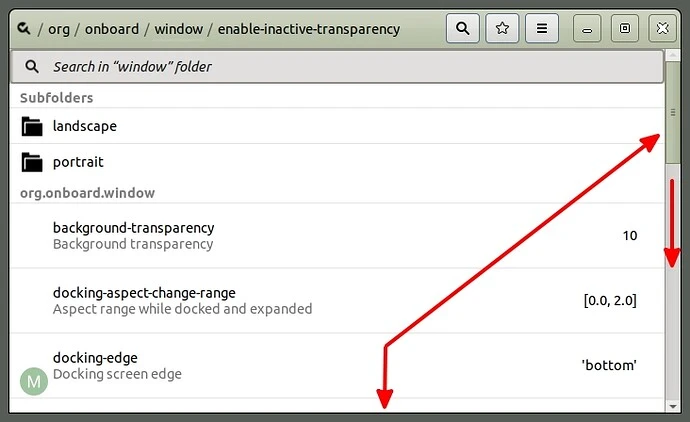 / org / onboard / window / enable-inactive-transparency
Search in “window” folder
Subfolders
landscape
portrait
org.onboard.window
background-transparency
Background transparency
10
docking-aspect-change-range
Aspect range while docked and expanded
[0.0, 2.0]
docking-edge
Docking screen edge
'bottom'
M